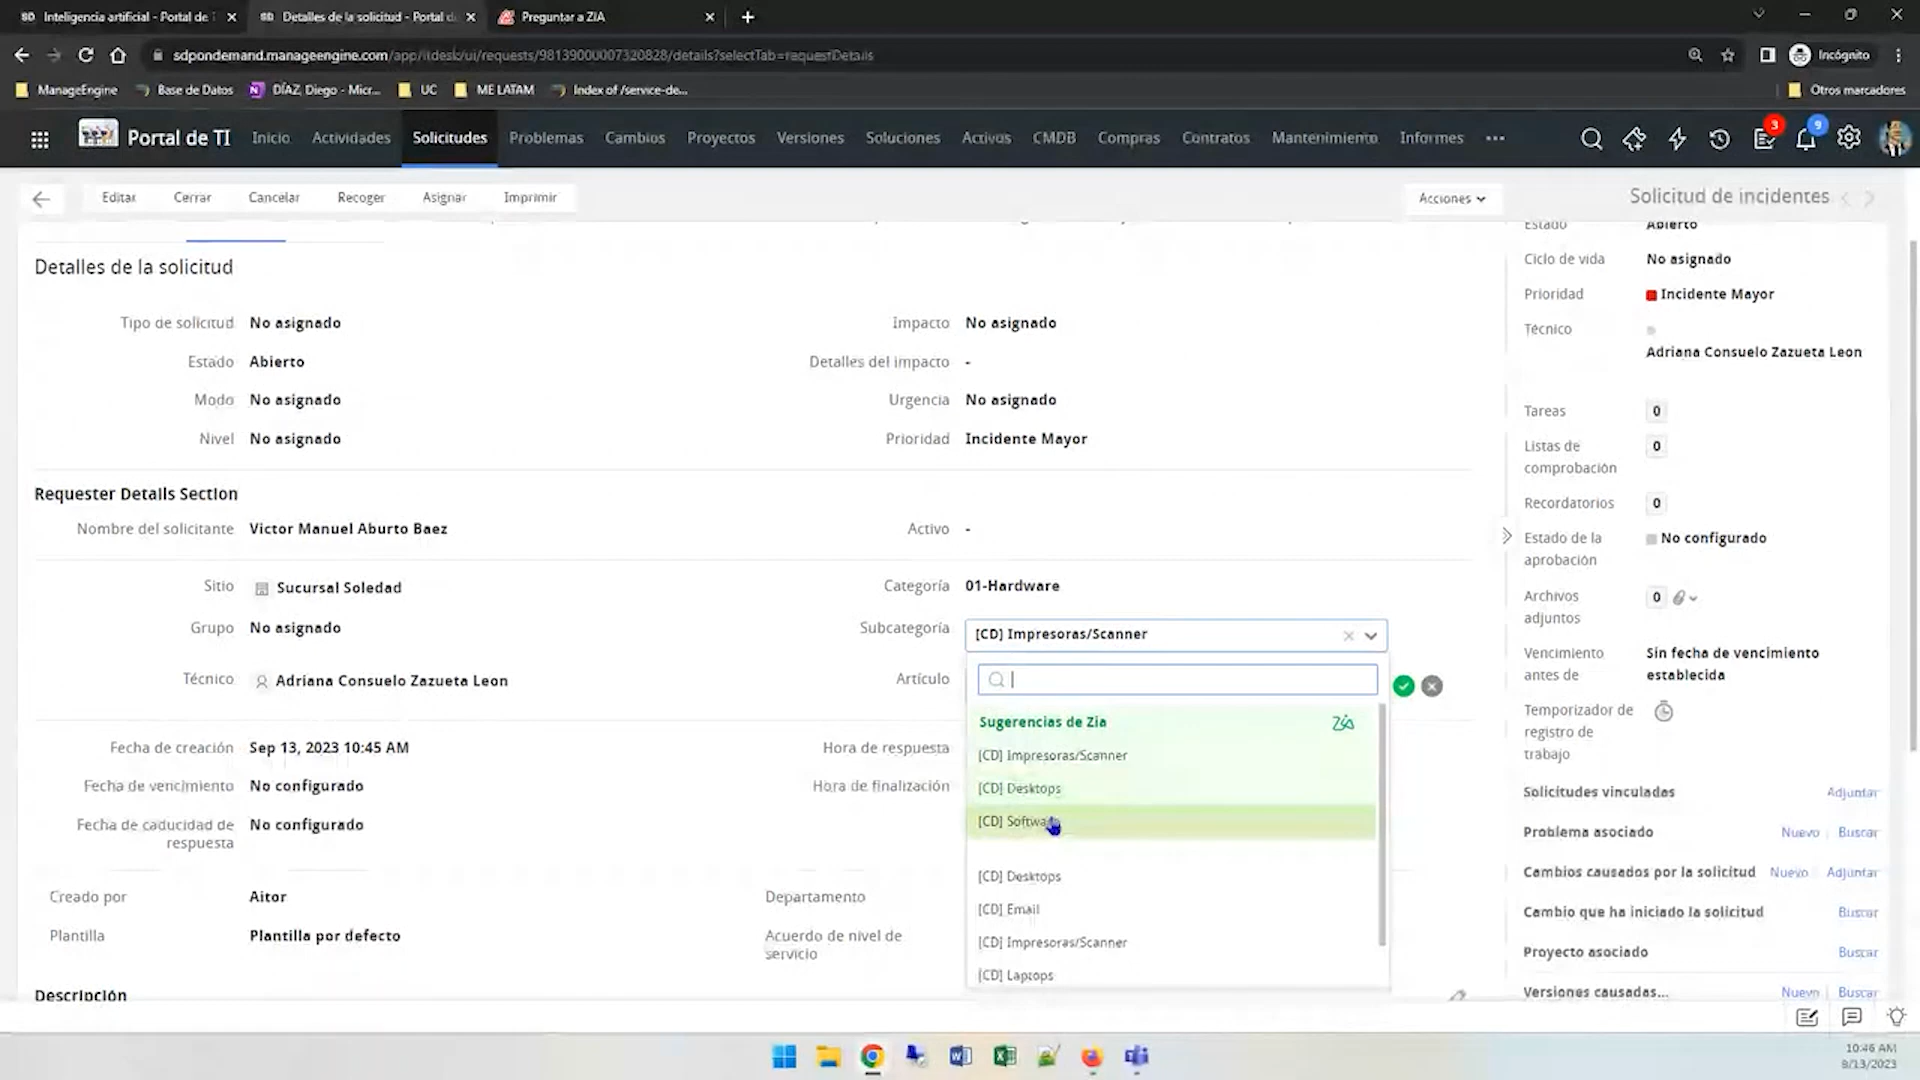 Inteligencia artificial - Portal de T
Detalles de la solicitud - Portal d
Preguntar a ZIA
sdpondemand.manageengine.com/app/itdesk/ui/requests/98139000007320828/details?selectTab=requestDetails
Incógnito
ManageEngine
Base de Datos
DÍAZ, Diego - Micr...
UC
ME LATAM
Index of /service-de...
Otros marcadores
Portal de TI
Inicio
Actividades
Solicitudes
Problemas
Cambios
Proyectos
Versiones
Soluciones
Activos
CMDB
Compras
Contratos
Mantenimiento
Informes
3
9
Editar
Cerrar
Cancelar
Recoger
Asignar
Imprimir
Acciones
Solicitud de incidentes
Detalles de la solicitud
Tipo de solicitud No asignado
Impacto No asignado
Estado Abierto
Detalles del impacto -
Modo No asignado
Urgencia No asignado
Nivel No asignado
Prioridad Incidente Mayor
Requester Details Section
Nombre del solicitante Victor Manuel Aburto Baez
Activo -
Sitio Sucursal Soledad
Categoría 01-Hardware
Grupo No asignado
Subcategoría [CD] Impresoras/Scanner
Técnico Adriana Consuelo Zazueta Leon
Artículo
Sugerencias de Zia
Zia
[CD] Impresoras/Scanner
[CD] Desktops
[CD] Softwa
[CD] Desktops
[CD] Email
[CD] Impresoras/Scanner
[CD] Laptops
Fecha de creación Sep 13, 2023 10:45 AM
Hora de respuesta
Fecha de vencimiento No configurado
Hora de finalización
Fecha de caducidad de respuesta No configurado
Creado por Aitor
Departamento
Plantilla Plantilla por defecto
Acuerdo de nivel de servicio
Descripción
Estado Abierto
Ciclo de vida No asignado
Prioridad Incidente Mayor
Técnico
Adriana Consuelo Zazueta Leon
Tareas 0
Listas de comprobación 0
Recordatorios 0
Estado de la aprobación No configurado
Archivos adjuntos 0
Vencimiento antes de Sin fecha de vencimiento establecida
Temporizador de registro de trabajo
Solicitudes vinculadas Adjuntar
Problema asociado Nuevo Buscar
Cambios causados por la solicitud Nuevo Adjuntar
Cambio que ha iniciado la solicitud Buscar
Proyecto asociado Buscar
Versiones causadas... Nuevo Buscar
10:46 AM
9/13/2023